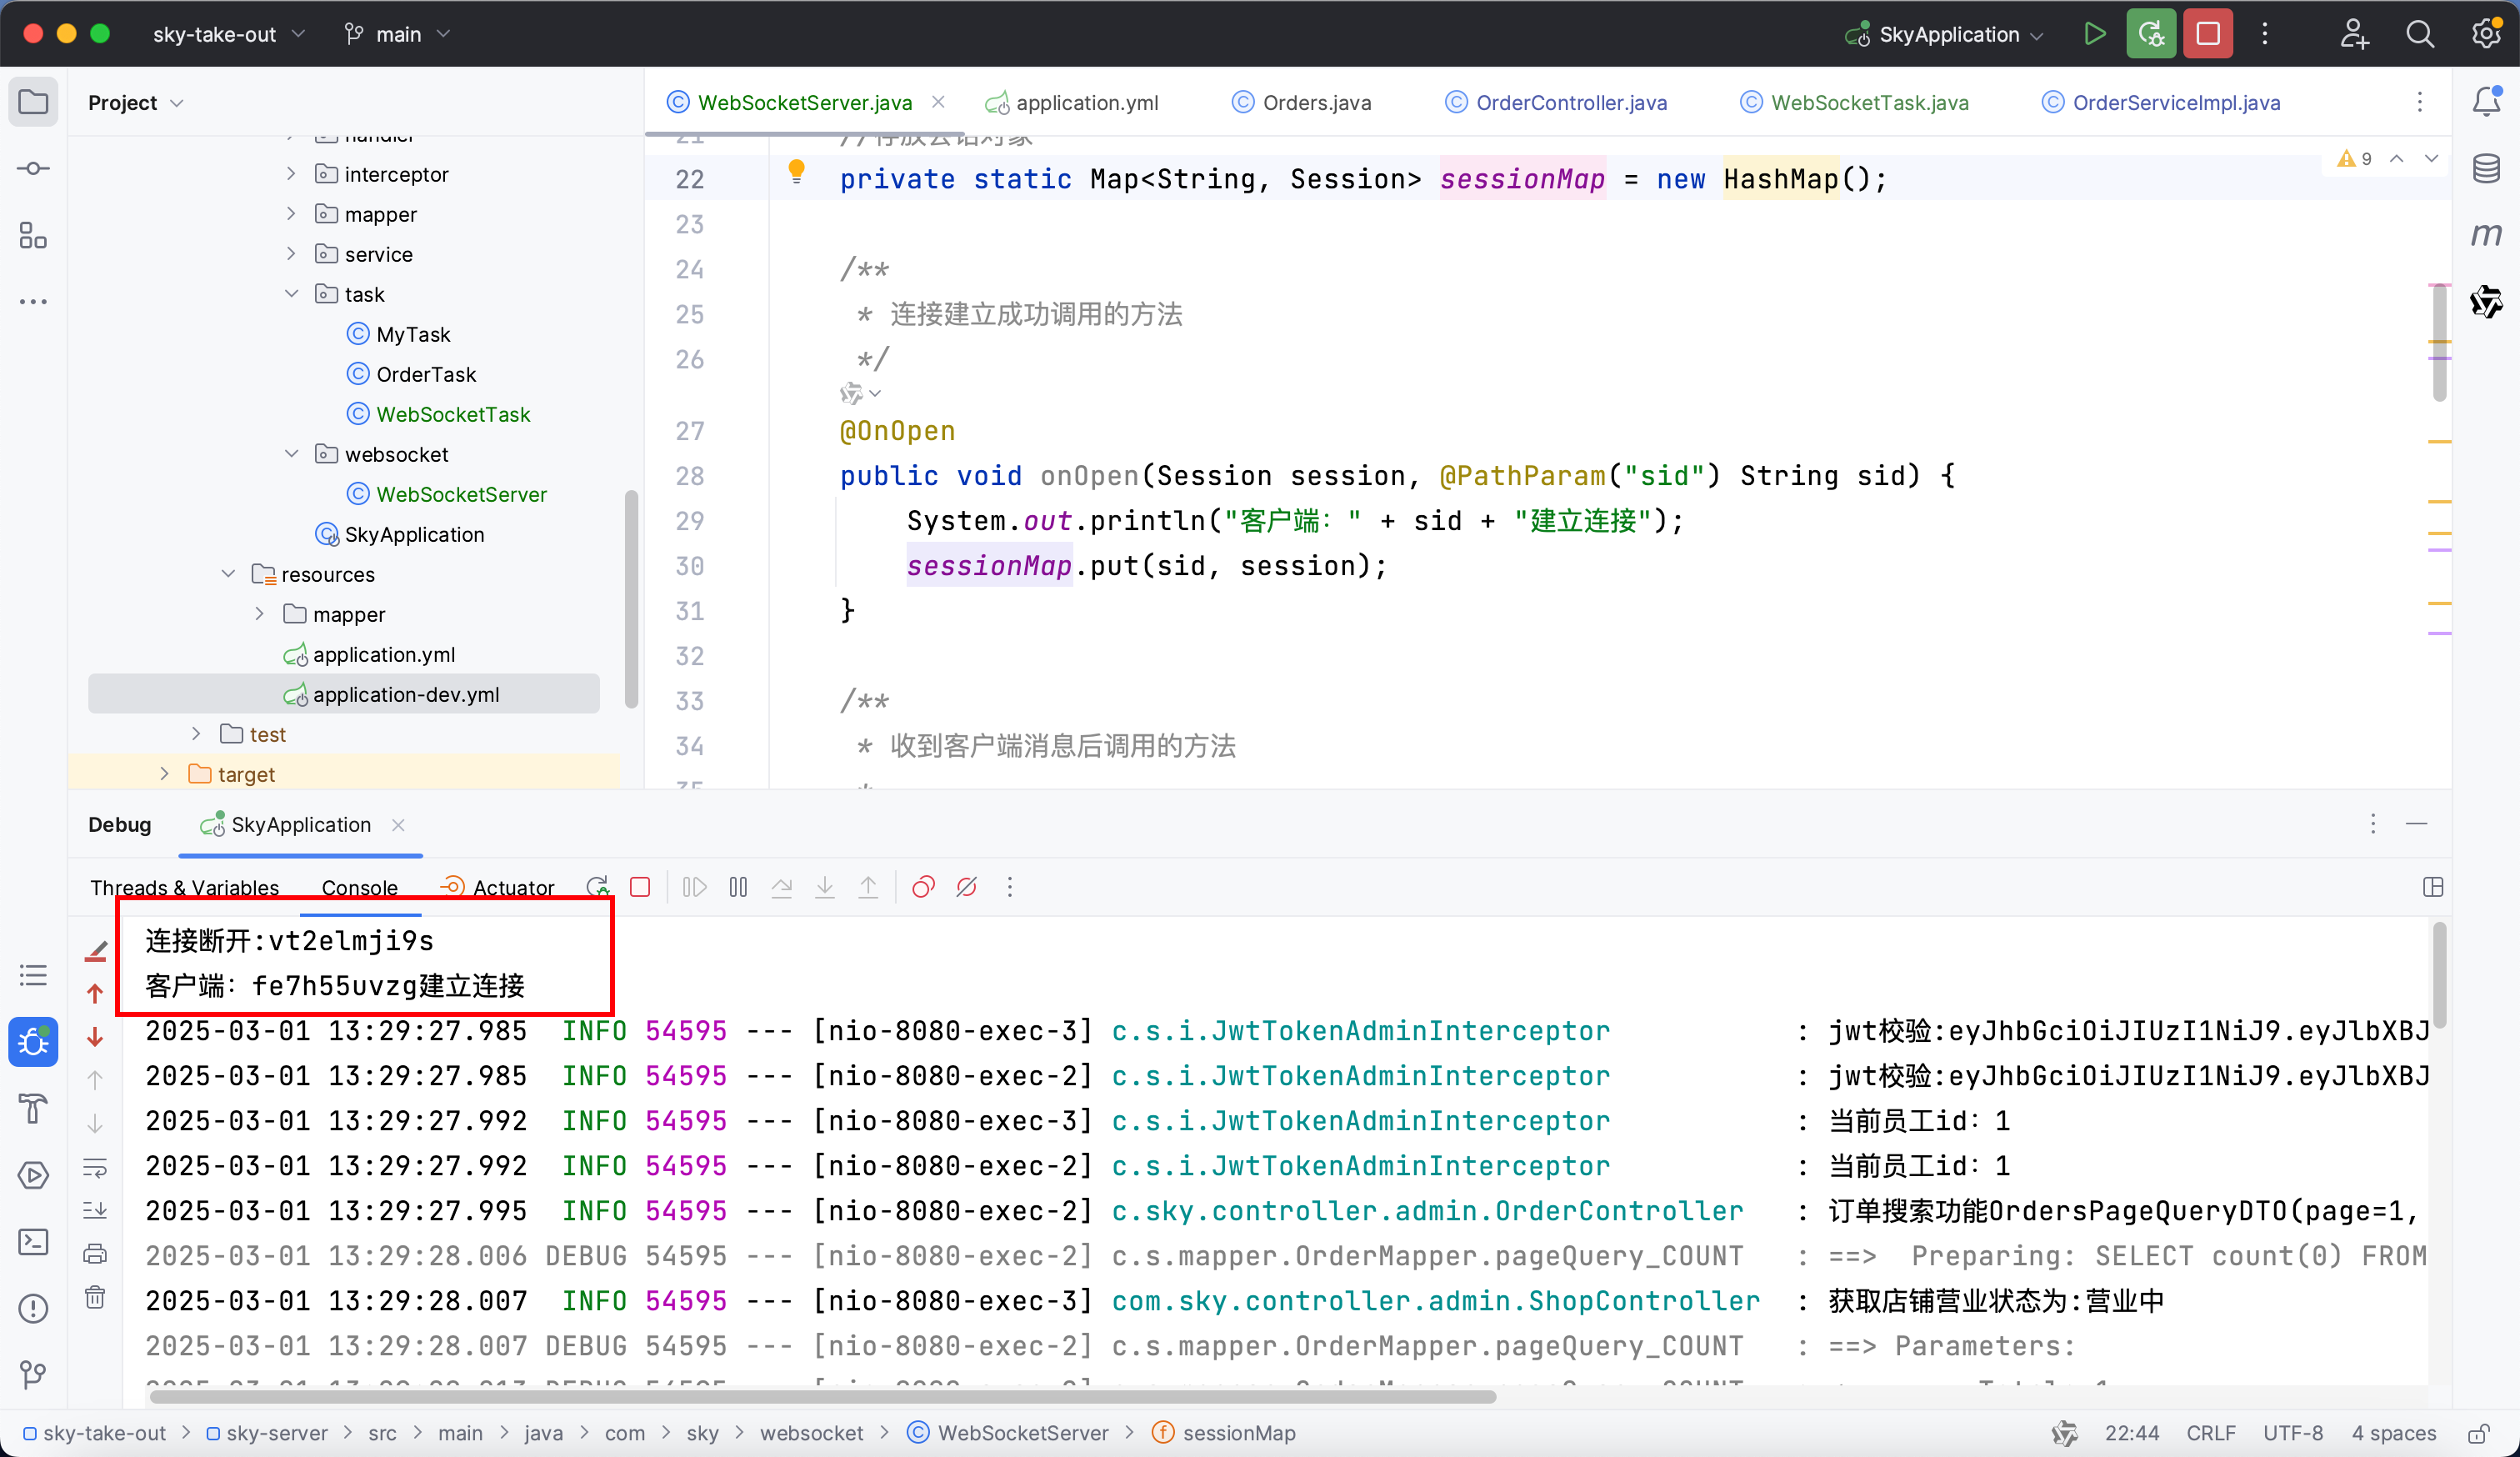 sky-take-out main SkyApplication
Project
WebSocketServer.java application.yml Orders.java OrderController.java WebSocketTask.java OrderServiceImpl.java
handler
interceptor
mapper
service
task
MyTask
OrderTask
WebSocketTask
websocket
WebSocketServer
SkyApplication
resources
mapper
application.yml
application-dev.yml
test
target
9
21 //存放会话对象
22 private static Map<String, Session> sessionMap = new HashMap();
23
24 /**
25 * 连接建立成功调用的方法
26 */
27 @OnOpen
28 public void onOpen(Session session, @PathParam("sid") String sid) {
29 System.out.println("客户端：" + sid + "建立连接");
30 sessionMap.put(sid, session);
31 }
32
33 /**
34 * 收到客户端消息后调用的方法
35 *
Debug SkyApplication
Threads & Variables Console Actuator
连接断开:vt2elmji9s
客户端：fe7h55uvzg建立连接
2025-03-01 13:29:27.985 INFO 54595 --- [nio-8080-exec-3] c.s.i.JwtTokenAdminInterceptor : jwt校验:eyJhbGciOiJIUzI1NiJ9.eyJlbXBJ
2025-03-01 13:29:27.985 INFO 54595 --- [nio-8080-exec-2] c.s.i.JwtTokenAdminInterceptor : jwt校验:eyJhbGciOiJIUzI1NiJ9.eyJlbXBJ
2025-03-01 13:29:27.992 INFO 54595 --- [nio-8080-exec-3] c.s.i.JwtTokenAdminInterceptor : 当前员工id：1
2025-03-01 13:29:27.992 INFO 54595 --- [nio-8080-exec-2] c.s.i.JwtTokenAdminInterceptor : 当前员工id：1
2025-03-01 13:29:27.995 INFO 54595 --- [nio-8080-exec-2] c.sky.controller.admin.OrderController : 订单搜索功能OrdersPageQueryDTO(page=1,
2025-03-01 13:29:28.006 DEBUG 54595 --- [nio-8080-exec-2] c.s.mapper.OrderMapper.pageQuery_COUNT : ==> Preparing: SELECT count(0) FROM
2025-03-01 13:29:28.007 INFO 54595 --- [nio-8080-exec-3] com.sky.controller.admin.ShopController : 获取店铺营业状态为:营业中
2025-03-01 13:29:28.007 DEBUG 54595 --- [nio-8080-exec-2] c.s.mapper.OrderMapper.pageQuery_COUNT : ==> Parameters:
sky-take-out > sky-server > src > main > java > com > sky > websocket > WebSocketServer > sessionMap 22:44 CRLF UTF-8 4 spaces